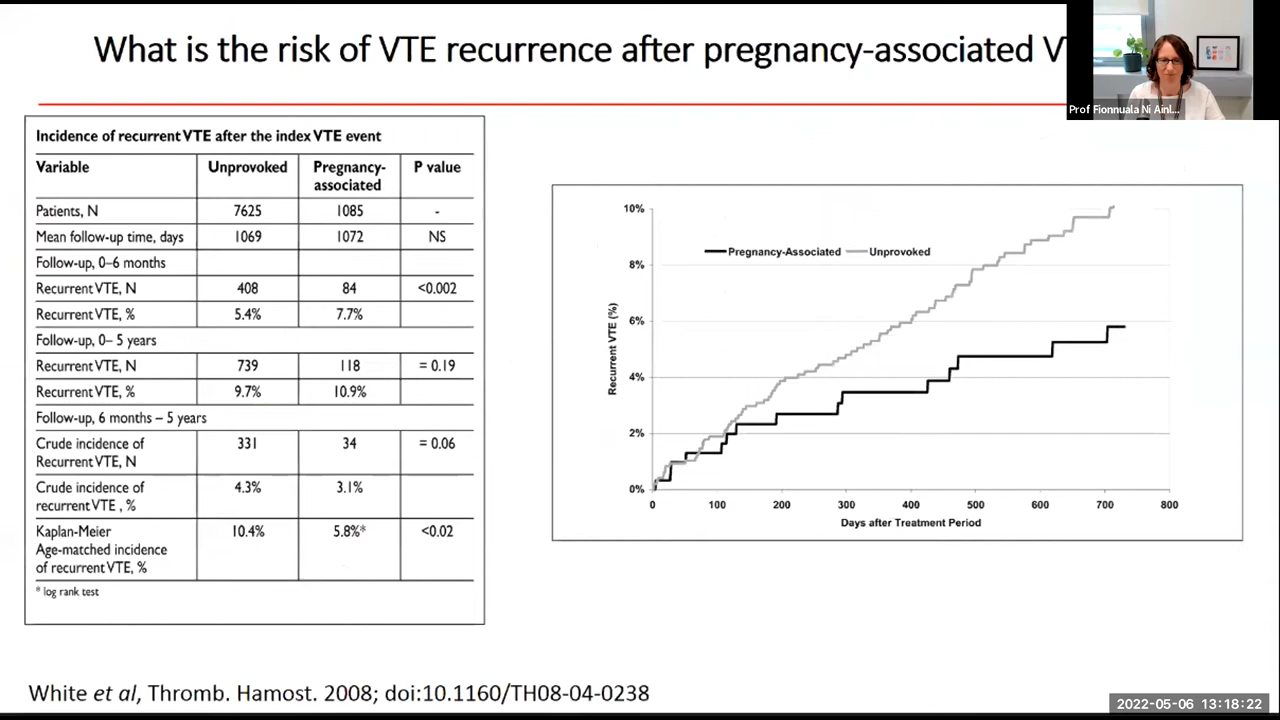 What is the risk of VTE recurrence after pregnancy-associated
Prof Fionnuala Ni Ainl...
Incidence of recurrent VTE after the index VTE event
Variable Unprovoked Pregnancy-associated P value
Patients, N 7625 1085 -
Mean follow-up time, days 1069 1072 NS
Follow-up, 0–6 months
Recurrent VTE, N 408 84 <0.002
Recurrent VTE, % 5.4% 7.7%
Follow-up, 0– 5 years
Recurrent VTE, N 739 118 = 0.19
Recurrent VTE, % 9.7% 10.9%
Follow-up, 6 months – 5 years
Crude incidence of 331 34 = 0.06
Recurrent VTE, N
Crude incidence of 4.3% 3.1%
recurrent VTE , %
Kaplan-Meier 10.4% 5.8%* <0.02
Age-matched incidence
of recurrent VTE, %
* log rank test
10%
8%
6%
4%
2%
0%
Recurrent VTE (%)
Pregnancy-Associated Unprovoked
0 100 200 300 400 500 600 700 800
Days after Treatment Period
White et al, Thromb. Hamost. 2008; doi:10.1160/TH08-04-0238
2022-05-06 13:18:22